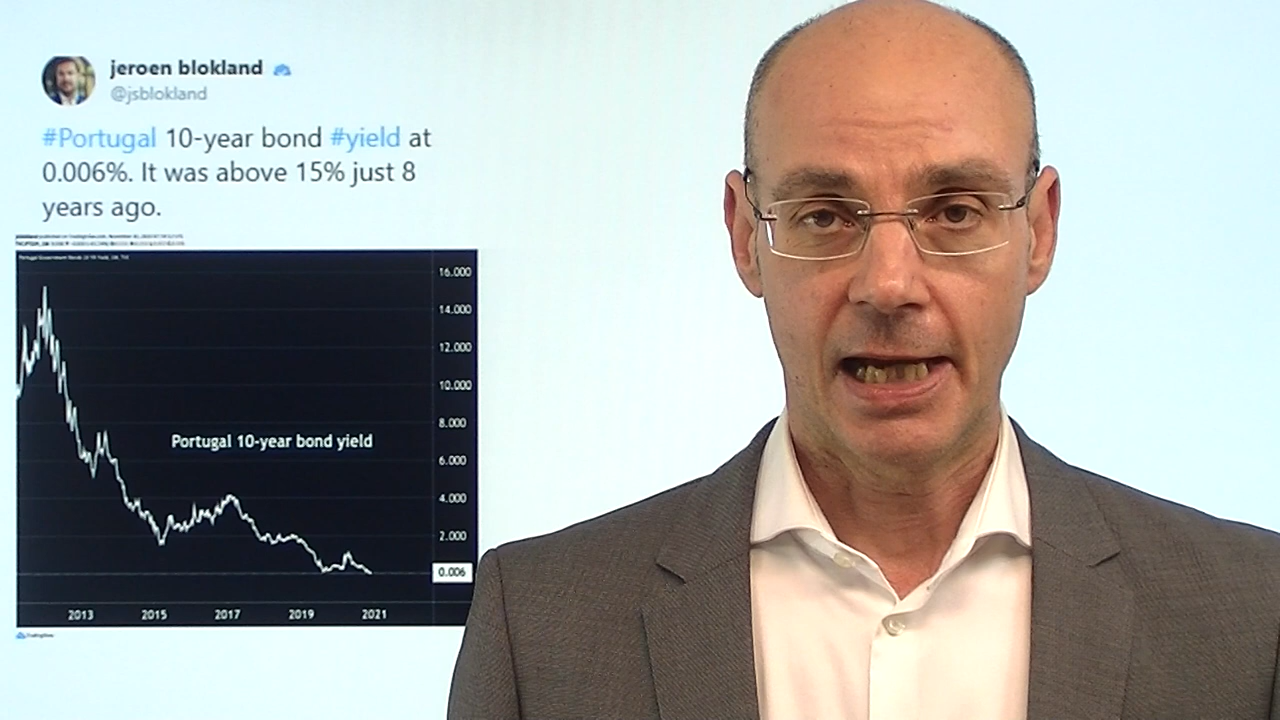 jeroen blokland
@jsblokland
#Portugal 10-year bond #yield at
0.006%. It was above 15% just 8
years ago.
16.000
14.000
12.000
10.000
8.000
Portugal 10-year bond yield
6.000
4.000
2.000
0.006
2013 2015 2017 2019 2021
TradingView